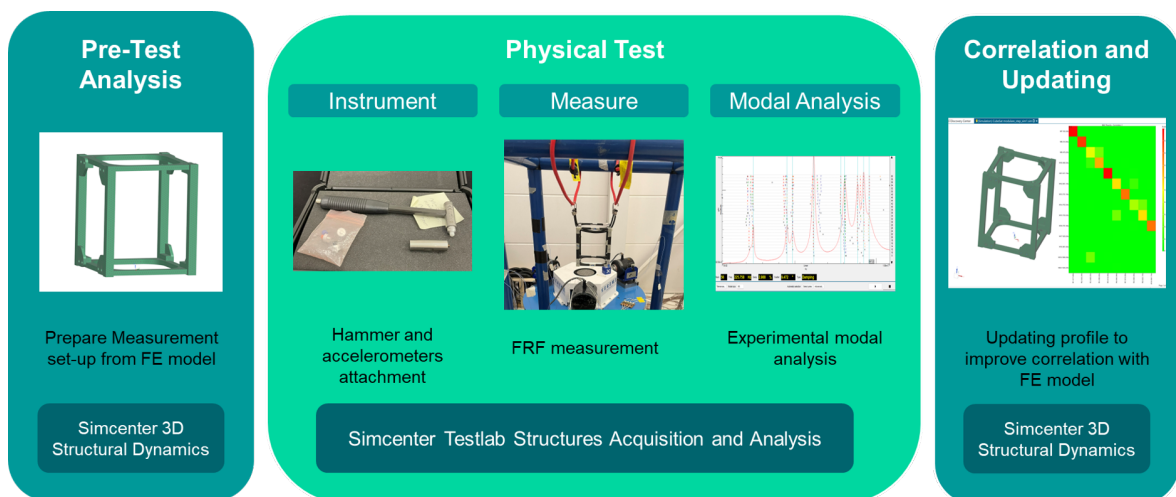 Pre-Test
Analysis
Prepare Measurement
set-up from FE model
Simcenter 3D
Structural Dynamics
Physical Test
Instrument
Measure
Modal Analysis
Hammer and
accelerometers
attachment
FRF measurement
Experimental modal
analysis
Simcenter Testlab Structures Acquisition and Analysis
Correlation and
Updating
Updating profile to
improve correlation with
FE model
Simcenter 3D
Structural Dynamics